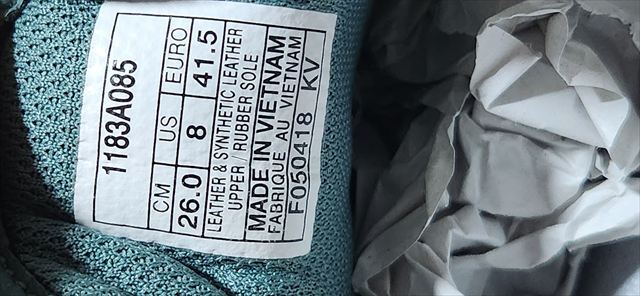 1183A085
CM US EURO
26.0 8 41.5
LEATHER & SYNTHETIC LEATHER
UPPER / RUBBER SOLE
MADE IN VIETNAM
FABRIQUE AU VIETNAM
F050418 KV